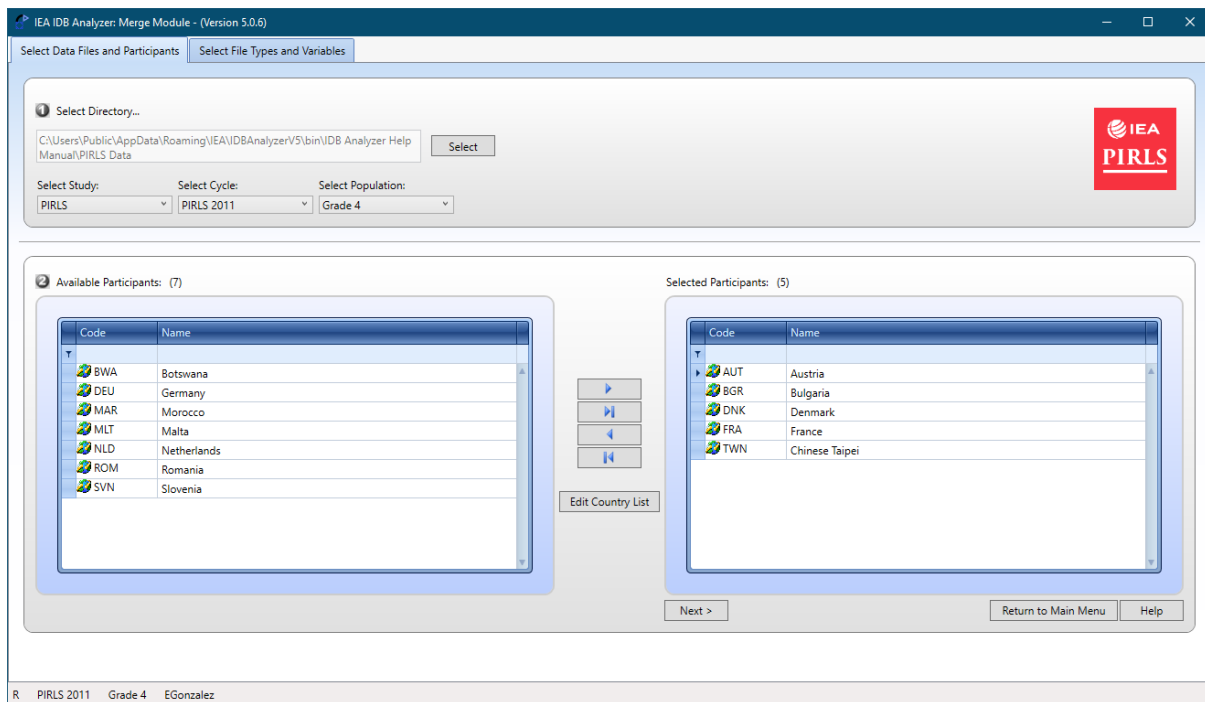 IEA IDB Analyzer: Merge Module - (Version 5.0.6)
Select Data Files and Participants
Select File Types and Variables
1 Select Directory...
C:\Users\Public\AppData\Roaming\IEA\IDBAnalyzerV5\bin\IDB Analyzer Help
Manual\PIRLS Data
Select
IEA
PIRLS
Select Study: Select Cycle: Select Population:
PIRLS PIRLS 2011 Grade 4
2 Available Participants: (7)
Code Name
BWA Botswana
DEU Germany
MAR Morocco
MLT Malta
NLD Netherlands
ROM Romania
SVN Slovenia
Edit Country List
Selected Participants: (5)
Code Name
AUT Austria
BGR Bulgaria
DNK Denmark
FRA France
TWN Chinese Taipei
Next > Return to Main Menu Help
R PIRLS 2011 Grade 4 EGonzalez